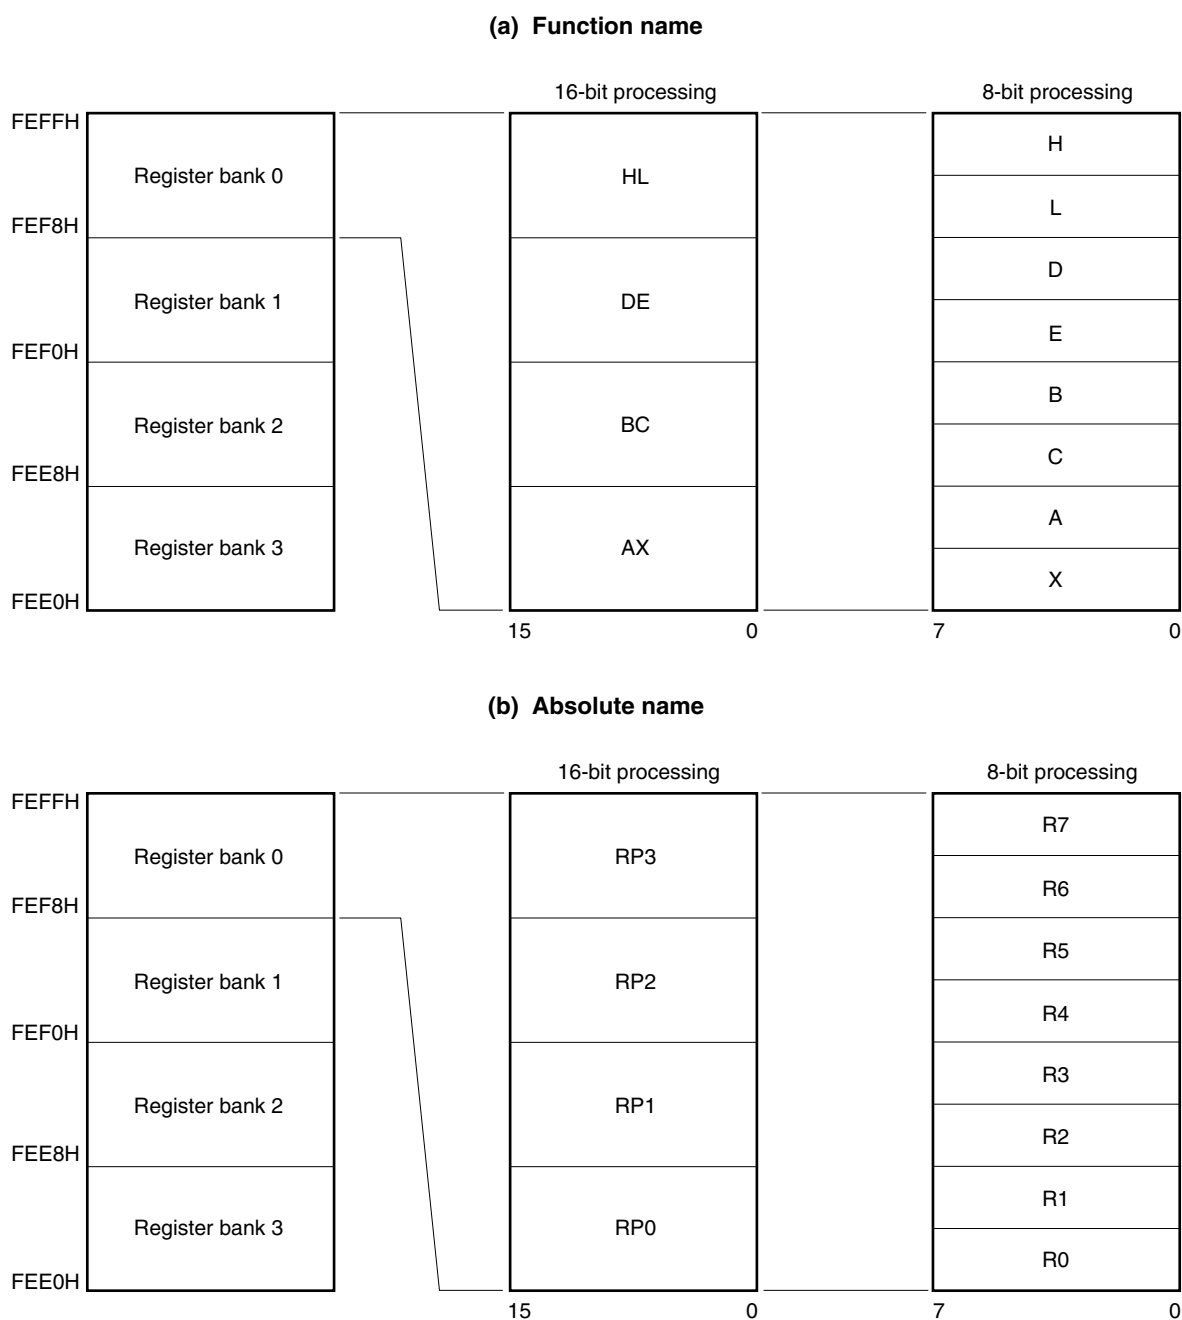 (a) Function name
16-bit processing 8-bit processing
FEFFH
H
Register bank 0 HL
L
FEF8H
D
Register bank 1 DE
E
FEF0H
B
Register bank 2 BC
C
FEE8H
A
Register bank 3 AX
X
FEE0H
15 0 7 0
(b) Absolute name
16-bit processing 8-bit processing
FEFFH
R7
Register bank 0 RP3
R6
FEF8H
R5
Register bank 1 RP2
R4
FEF0H
R3
Register bank 2 RP1
R2
FEE8H
R1
Register bank 3 RP0
R0
FEE0H
15 0 7 0